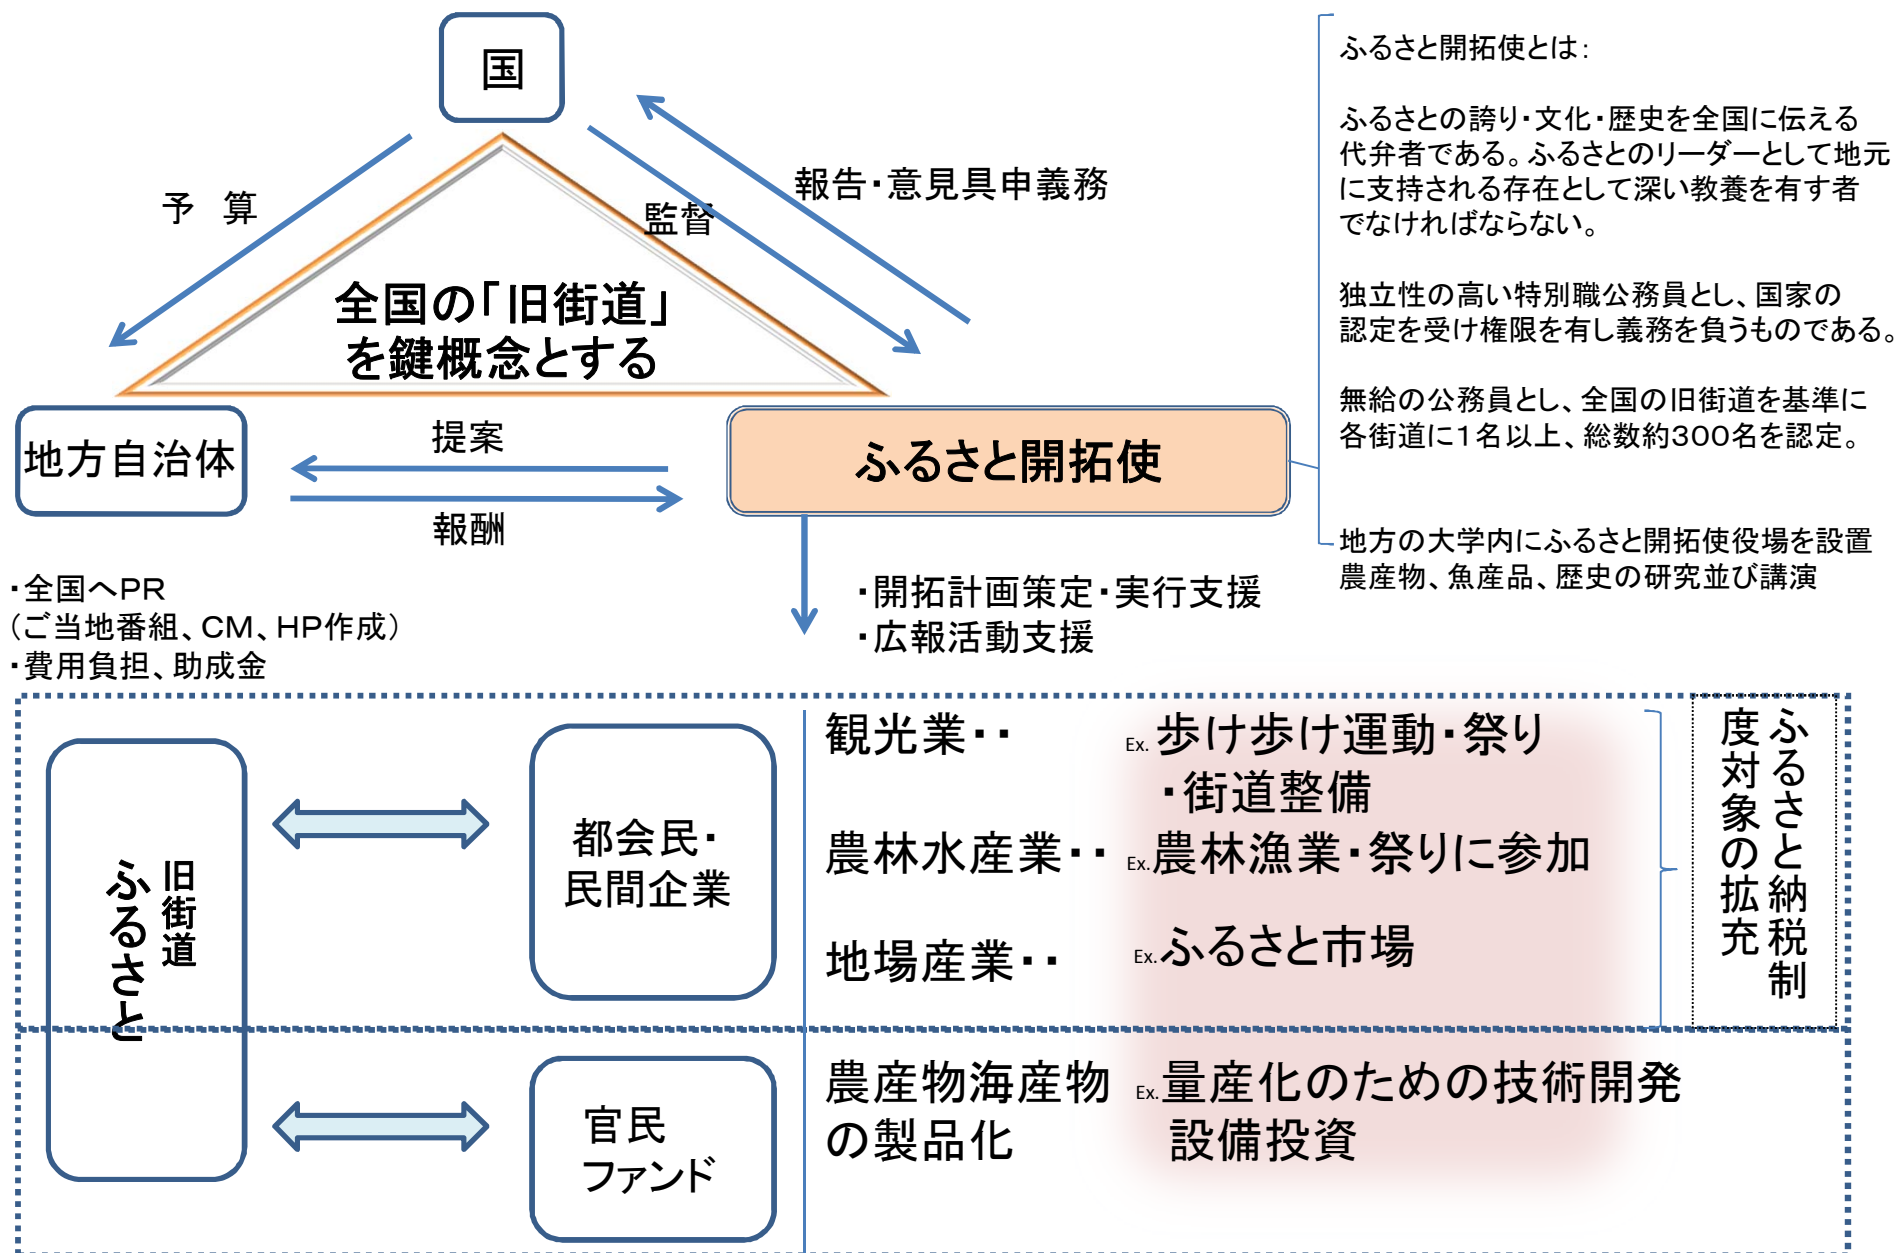 国
予　算
監督
報告・意見具申義務
全国の「旧街道」
を鍵概念とする
地方自治体
提案
報酬
ふるさと開拓使
ふるさと開拓使とは：
ふるさとの誇り・文化・歴史を全国に伝える
代弁者である。ふるさとのリーダーとして地元
に支持される存在として深い教養を有す者
でなければならない。
独立性の高い特別職公務員とし、国家の
認定を受け権限を有し義務を負うものである。
無給の公務員とし、全国の旧街道を基準に
各街道に１名以上、総数約３００名を認定。
地方の大学内にふるさと開拓使役場を設置
農産物、魚産品、歴史の研究並び講演
・全国へＰＲ
（ご当地番組、ＣＭ、ＨＰ作成）
・費用負担、助成金
・開拓計画策定・実行支援
・広報活動支援
旧街道
ふるさと
都会民・
民間企業
官民
ファンド
観光業・・ Ex. 歩け歩け運動・祭り
・街道整備
農林水産業・・ Ex.農林漁業・祭りに参加
地場産業・・ Ex.ふるさと市場
農産物海産物 Ex.量産化のための技術開発
の製品化 設備投資
ふるさと納税制
度対象の拡充